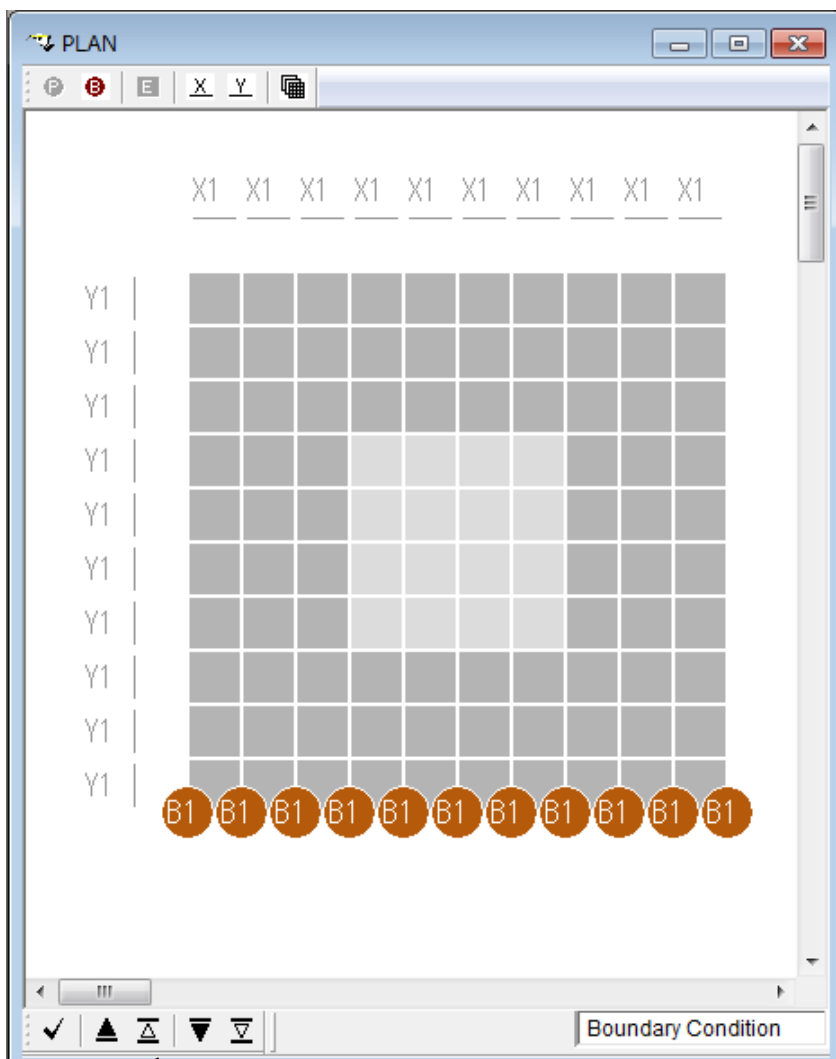 PLAN
P B E X Y
X1 X1 X1 X1 X1 X1 X1 X1 X1 X1
Y1
Y1
Y1
Y1
Y1
Y1
Y1
Y1
Y1
Y1
B1 B1 B1 B1 B1 B1 B1 B1 B1 B1 B1
Boundary Condition